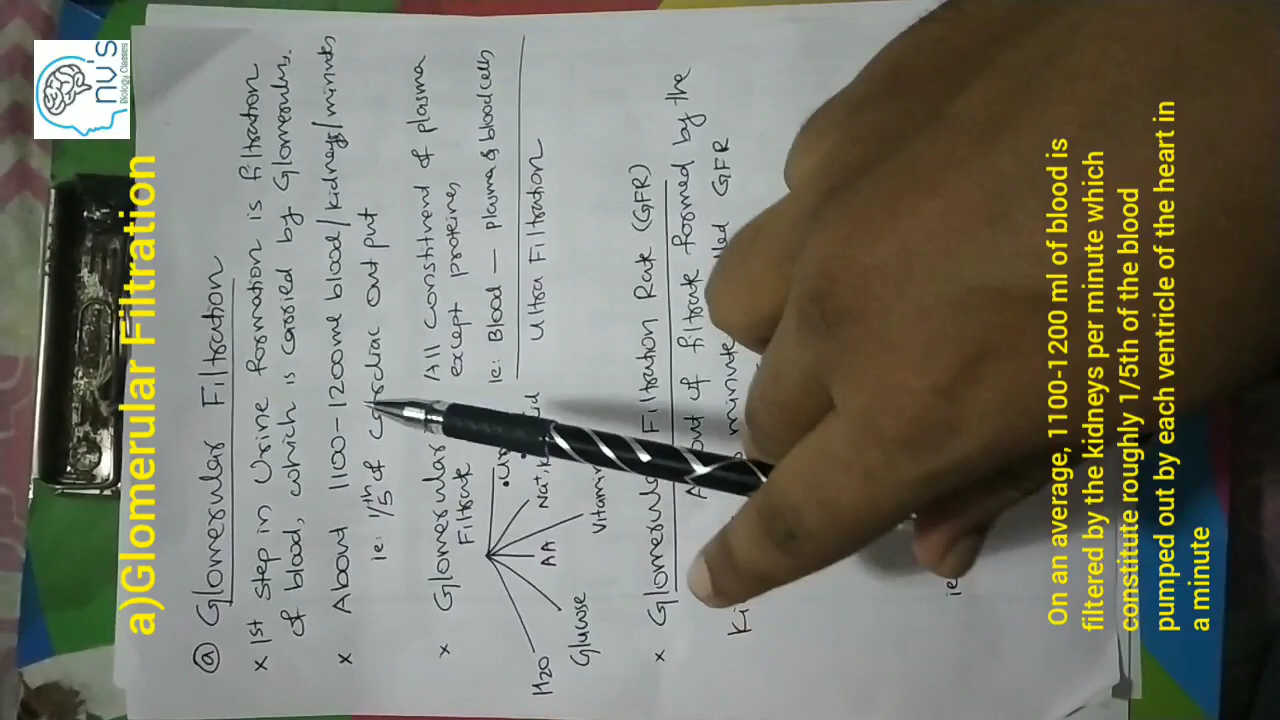 nv's
Biology Classes
a)Glomerular Filtration
ⓐ Glomerular Filtration
x 1st step in Urine formation is filtration
of blood, which is carried by Glomerulus.
x About 1100-1200ml blood/kidneys/minutes
ie: 1/5th of cardiac out put
x Glomerular
Filtrate
All constituent of plasma
except proteins
ie: Blood — plasma & blood cells
Ultra Filtration
H2O
Glucose
AA
Vitamin
x Glomerular Filtration Rate (GFR)
of filtrate formed by the
minute
GFR
ie
On an average, 1100-1200 ml of blood is
filtered by the kidneys per minute which
constitute roughly 1/5th of the blood
pumped out by each ventricle of the heart in
a minute